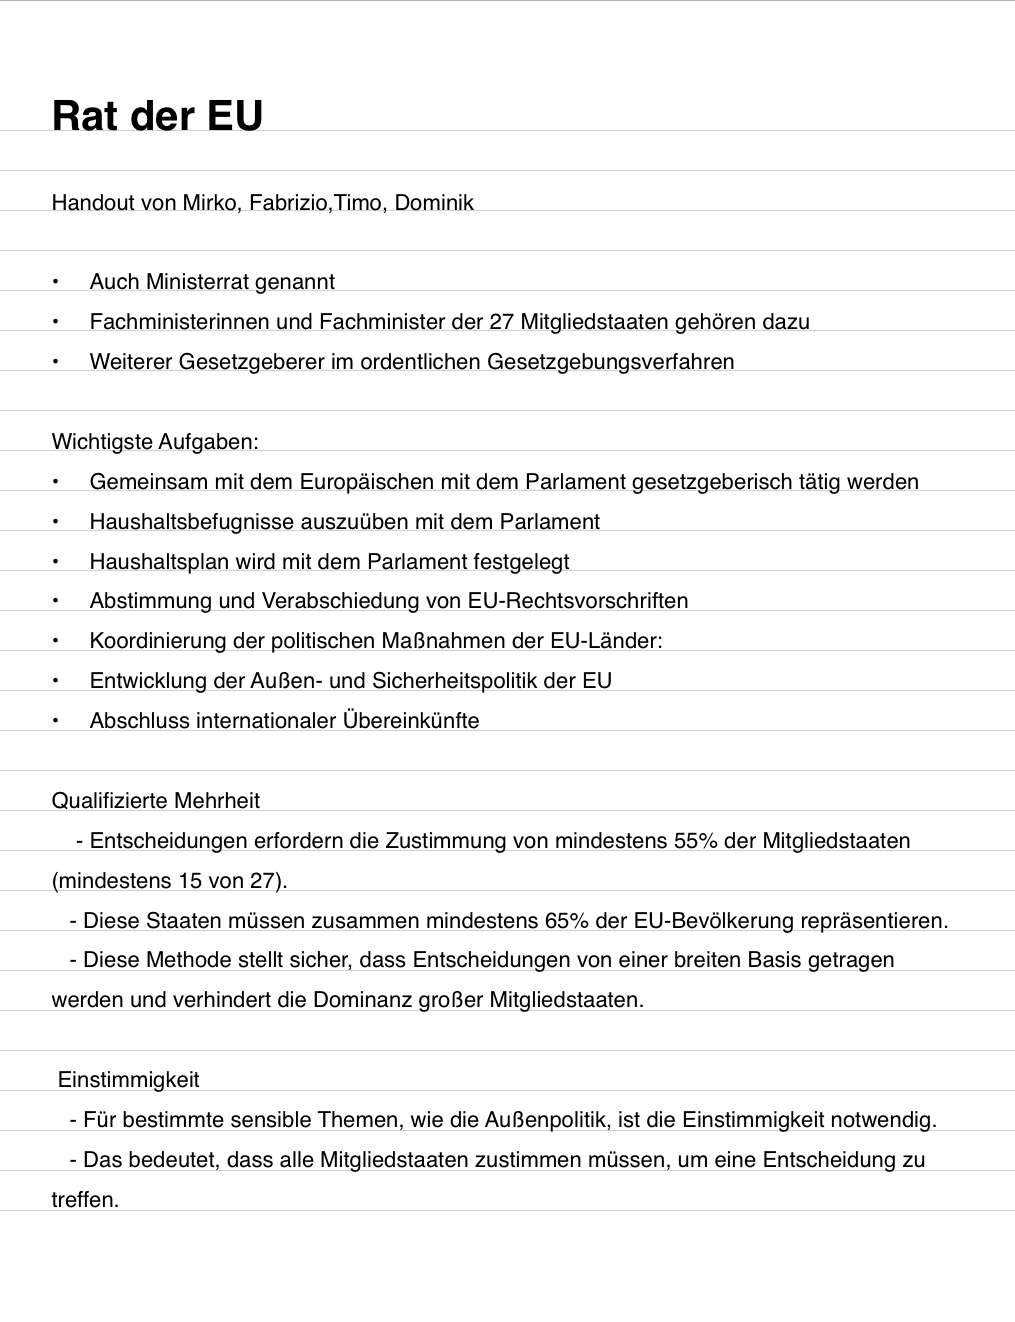 Rat der EU
Handout von Mirko, Fabrizio,Timo, Dominik
• Auch Ministerrat genannt
• Fachministerinnen und Fachminister der 27 Mitgliedstaaten gehören dazu
• Weiterer Gesetzgeberer im ordentlichen Gesetzgebungsverfahren
Wichtigste Aufgaben:
• Gemeinsam mit dem Europäischen mit dem Parlament gesetzgeberisch tätig werden
• Haushaltsbefugnisse auszuüben mit dem Parlament
• Haushaltsplan wird mit dem Parlament festgelegt
• Abstimmung und Verabschiedung von EU-Rechtsvorschriften
• Koordinierung der politischen Maßnahmen der EU-Länder:
• Entwicklung der Außen- und Sicherheitspolitik der EU
• Abschluss internationaler Übereinkünfte
Qualifizierte Mehrheit
- Entscheidungen erfordern die Zustimmung von mindestens 55% der Mitgliedstaaten
(mindestens 15 von 27).
- Diese Staaten müssen zusammen mindestens 65% der EU-Bevölkerung repräsentieren.
- Diese Methode stellt sicher, dass Entscheidungen von einer breiten Basis getragen
werden und verhindert die Dominanz großer Mitgliedstaaten.
Einstimmigkeit
- Für bestimmte sensible Themen, wie die Außenpolitik, ist die Einstimmigkeit notwendig.
- Das bedeutet, dass alle Mitgliedstaaten zustimmen müssen, um eine Entscheidung zu
treffen.